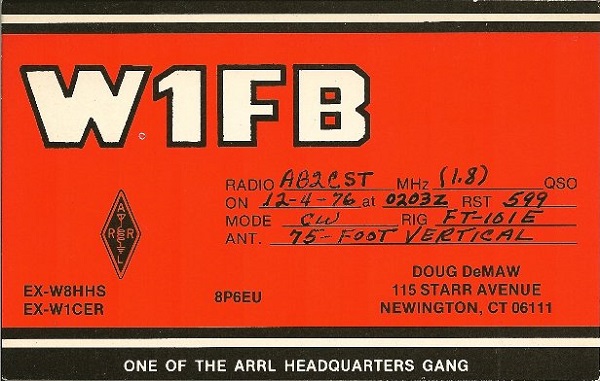 W1FB
RADIO AB2CST MHz (1.8) QSO
ON 12-4-76 at 0203Z RST 599
MODE CW RIG FT-101E
ANT. 75-FOOT VERTICAL
A
R R
L
EX-W8HHS
EX-W1CER
8P6EU
DOUG DeMAW
115 STARR AVENUE
NEWINGTON, CT 06111
ONE OF THE ARRL HEADQUARTERS GANG